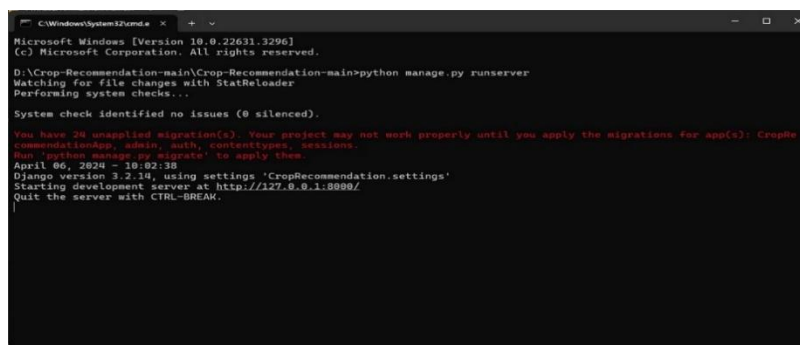 C:\Windows\System32\cmd.e
Microsoft Windows [Version 10.0.22631.3296]
(c) Microsoft Corporation. All rights reserved.
D:\Crop-Recommendation-main\Crop-Recommendation-main>python manage.py runserver
Watching for file changes with StatReloader
Performing system checks...
System check identified no issues (0 silenced).
You have 24 unapplied migration(s). Your project may not work properly until you apply the migrations for app(s): CropRe
commendationApp, admin, auth, contenttypes, sessions.
Run 'python manage.py migrate' to apply them.
April 06, 2024 - 10:02:38
Django version 3.2.14, using settings 'CropRecommendation.settings'
Starting development server at http://127.0.0.1:8000/
Quit the server with CTRL-BREAK.